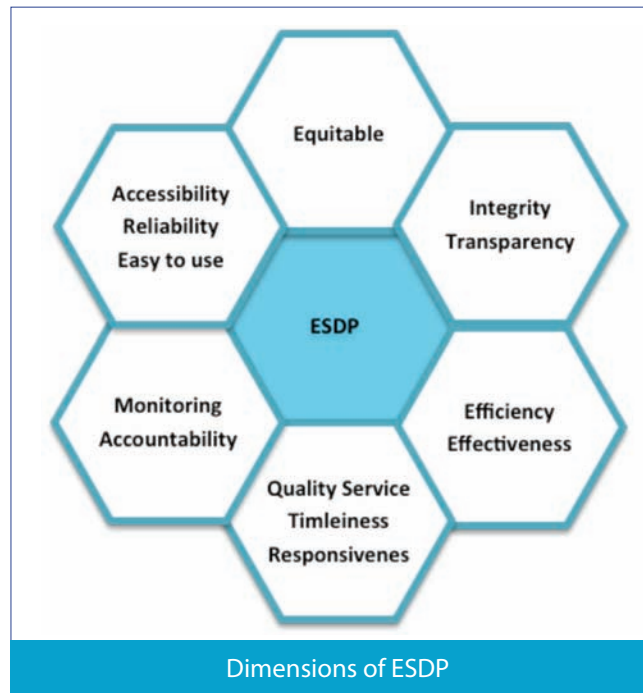 Equitable
Accessibility
Reliability
Easy to use
Integrity
Transparency
ESDP
Monitoring
Accountability
Efficiency
Effectiveness
Quality Service
Timleiness
Responsivenes
Dimensions of ESDP